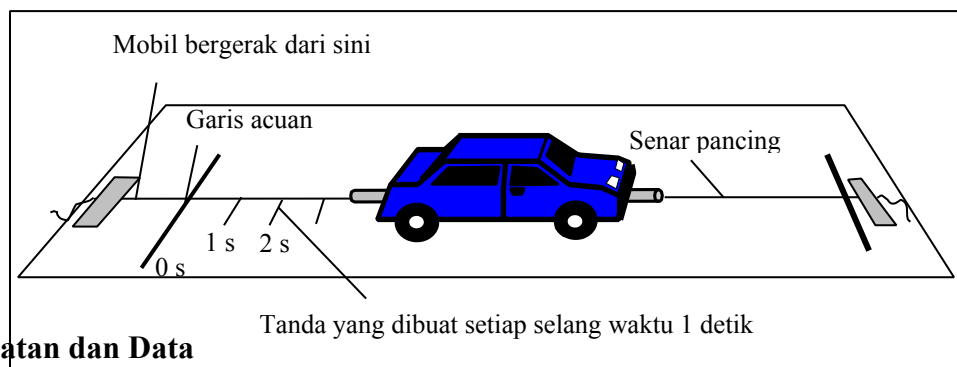 Mobil bergerak dari sini
Garis acuan
Senar pancing
1 s 2 s
0 s
Tanda yang dibuat setiap selang waktu 1 detik
atan dan Data